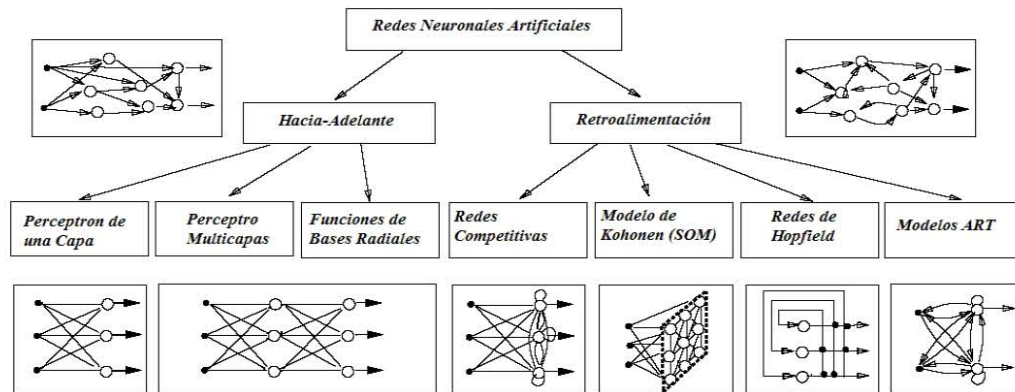 Redes Neuronales Artificiales
Hacia-Adelante
Retroalimentación
Perceptron de
una Capa
Perceptro
Multicapas
Funciones de
Bases Radiales
Redes
Competitivas
Modelo de
Kohonen (SOM)
Redes de
Hopfield
Modelos ART